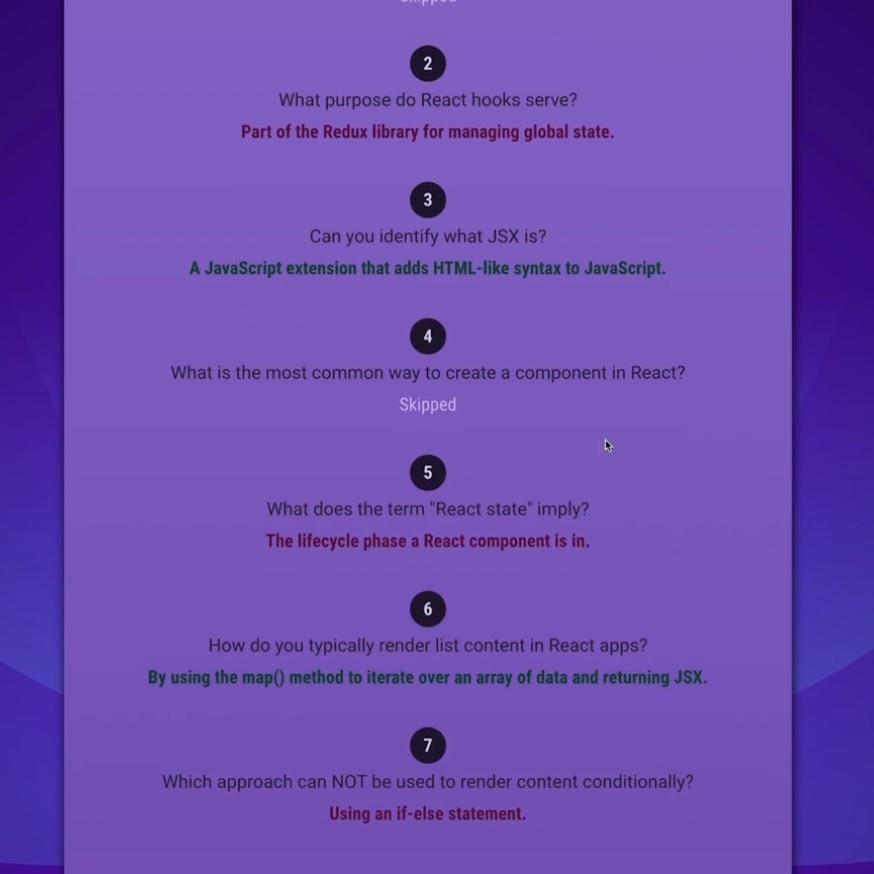 Skipped
2
What purpose do React hooks serve?
Part of the Redux library for managing global state.
3
Can you identify what JSX is?
A JavaScript extension that adds HTML-like syntax to JavaScript.
4
What is the most common way to create a component in React?
Skipped
5
What does the term "React state" imply?
The lifecycle phase a React component is in.
6
How do you typically render list content in React apps?
By using the map() method to iterate over an array of data and returning JSX.
7
Which approach can NOT be used to render content conditionally?
Using an if-else statement.